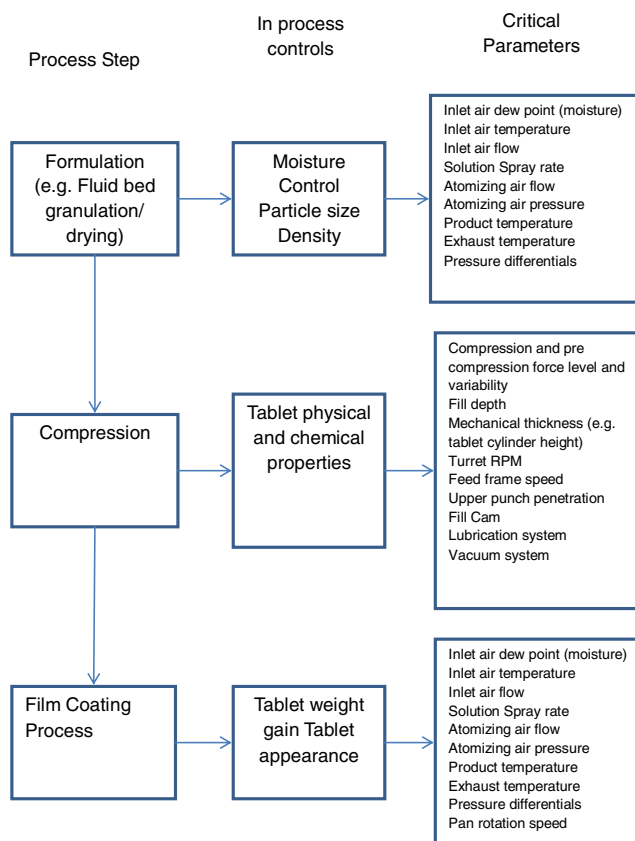 Process Step
In process
controls
Critical
Parameters
Formulation
(e.g. Fluid bed
granulation/
drying)
Moisture
Control
Particle size
Density
Inlet air dew point (moisture)
Inlet air temperature
Inlet air flow
Solution Spray rate
Atomizing air flow
Atomizing air pressure
Product temperature
Exhaust temperature
Pressure differentials
Compression
Tablet physical
and chemical
properties
Compression and pre
compression force level and
variability
Fill depth
Mechanical thickness (e.g.
tablet cylinder height)
Turret RPM
Feed frame speed
Upper punch penetration
Fill Cam
Lubrication system
Vacuum system
Film Coating
Process
Tablet weight
gain Tablet
appearance
Inlet air dew point (moisture)
Inlet air temperature
Inlet air flow
Solution Spray rate
Atomizing air flow
Atomizing air pressure
Product temperature
Exhaust temperature
Pressure differentials
Pan rotation speed